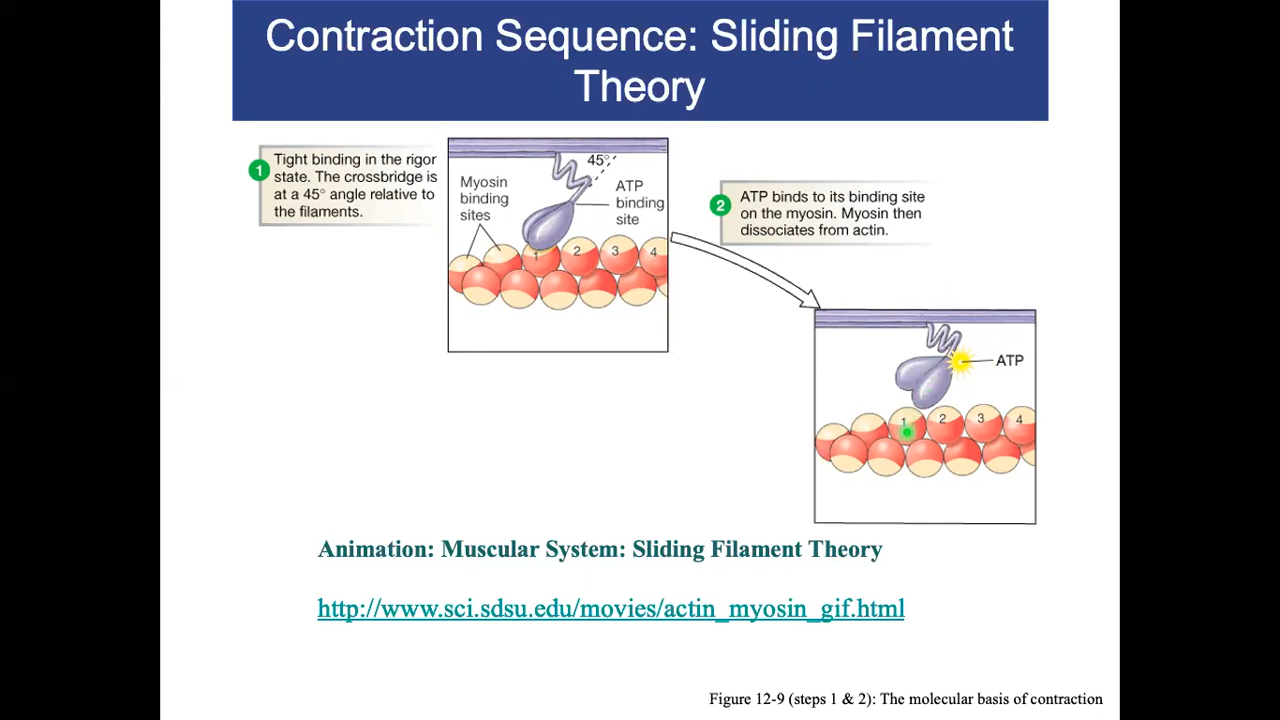 Contraction Sequence: Sliding Filament
Theory
1
Tight binding in the rigor
state. The crossbridge is
at a 45° angle relative to
the filaments.
45°
Myosin
binding
sites
ATP
binding
site
1 2 3 4
2
ATP binds to its binding site
on the myosin. Myosin then
dissociates from actin.
ATP
1 2 3 4
Animation: Muscular System: Sliding Filament Theory
http://www.sci.sdsu.edu/movies/actin_myosin_gif.html
Figure 12-9 (steps 1 & 2): The molecular basis of contraction